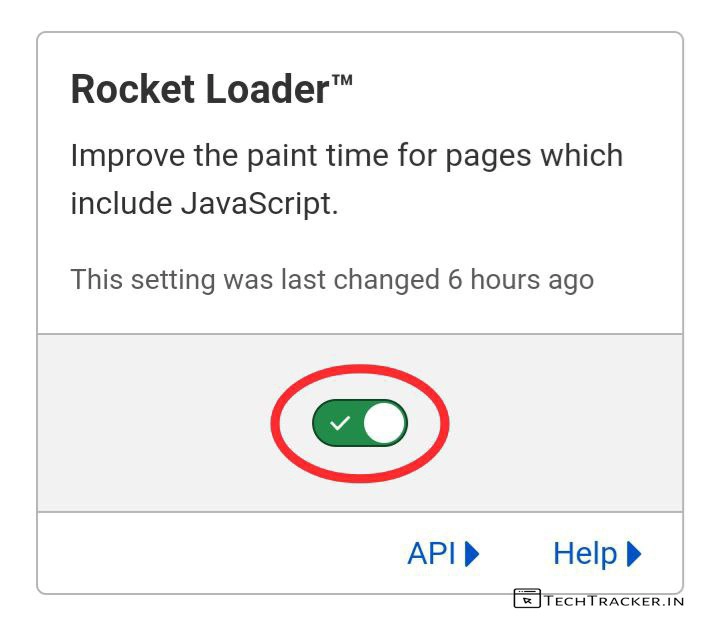 Rocket Loader™
Improve the paint time for pages which
include JavaScript.
This setting was last changed 6 hours ago
API
Help
TECHTRACKER.IN